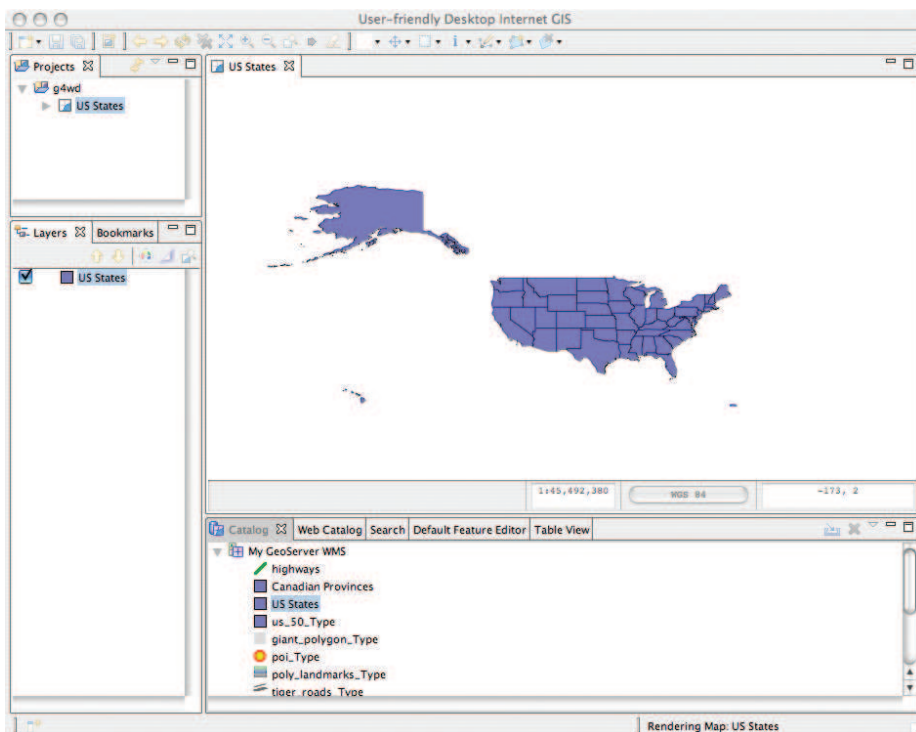 User-friendly Desktop Internet GIS
Projects
g4wd
US States
Layers
Bookmarks
US States
US States
1:45,492,380
WGS 84
-173, 2
Catalog
Web Catalog
Search
Default Feature Editor
Table View
My GeoServer WMS
highways
Canadian Provinces
US States
us_50_Type
giant_polygon_Type
poi_Type
poly_landmarks_Type
tiger_roads_Type
Rendering Map: US States